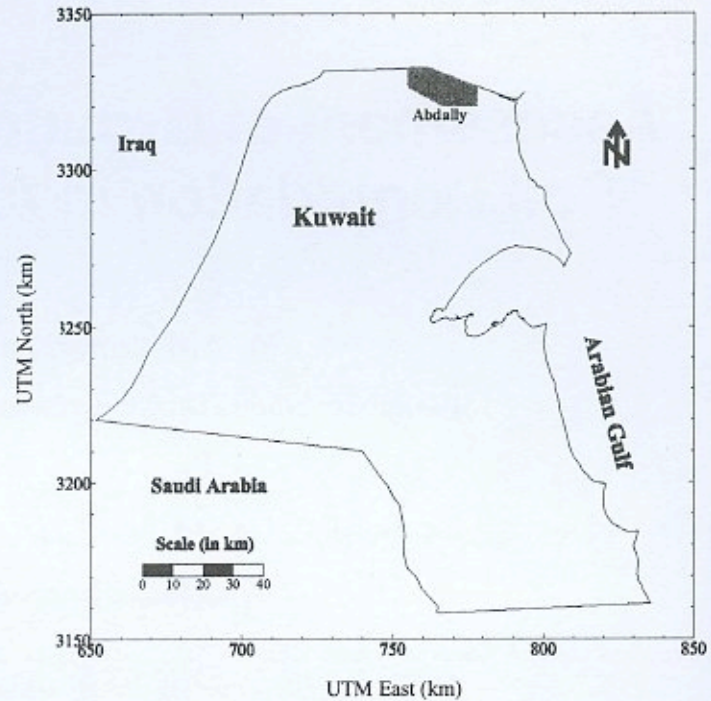 3350
3300
3250
3200
3150
UTM North (km)
Iraq
Abdally
N
Kuwait
Arabian Gulf
Saudi Arabia
Scale (in km)
0 10 20 30 40
650 700 750 800 850
UTM East (km)